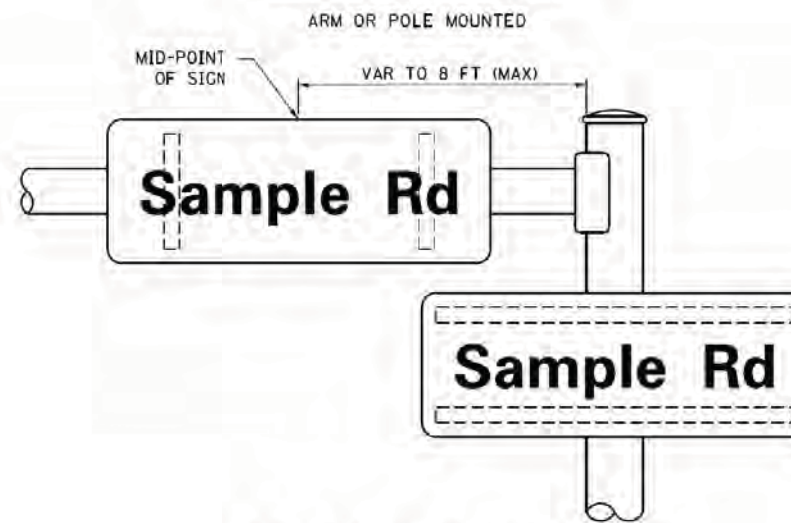 ARM OR POLE MOUNTED
MID-POINT
OF SIGN
VAR TO 8 FT (MAX)
Sample Rd
Sample Rd